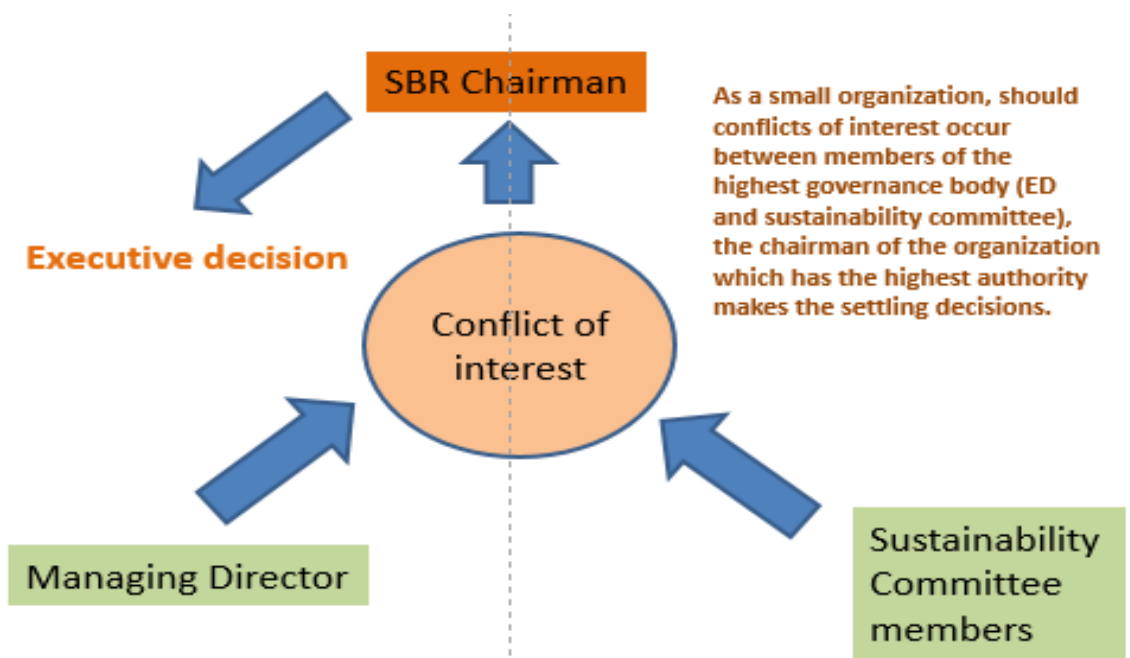 SBR Chairman
As a small organization, should
conflicts of interest occur
between members of the
highest governance body (ED
and sustainability committee),
the chairman of the organization
which has the highest authority
makes the settling decisions.
Executive decision
Conflict of
interest
Managing Director
Sustainability
Committee
members